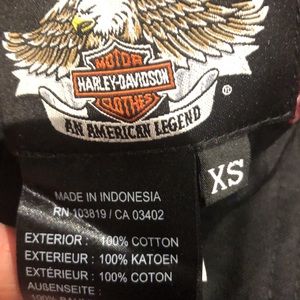 MOTOR
HARLEY-DAVIDSON
CLOTHES
®
AN AMERICAN LEGEND
XS
MADE IN INDONESIA
RN 103819 / CA 03402
EXTERIOR : 100% COTTON
EXTERIEUR : 100% KATOEN
EXTÉRIEUR : 100% COTON
AUßENSEITE :